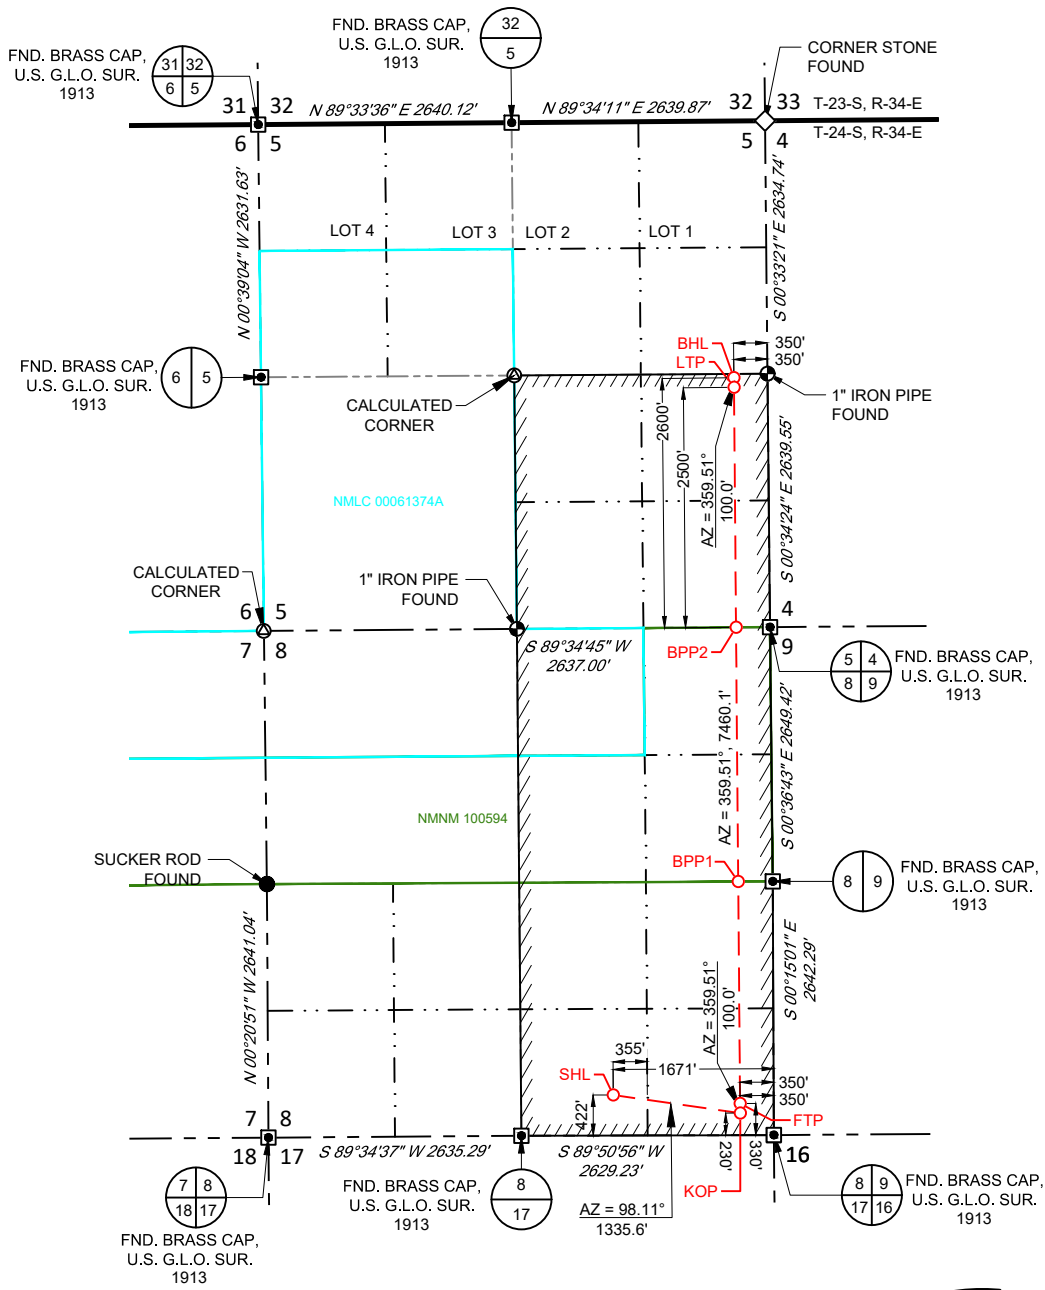 FND. BRASS CAP,
U.S. G.L.O. SUR.
1913
31 32
6 5
FND. BRASS CAP,
U.S. G.L.O. SUR.
1913
32
5
CORNER STONE
FOUND
31 32
6 5
N 89°33'36" E 2640.12'
N 89°34'11" E 2639.87'
32 33
5 4
T-23-S, R-34-E
T-24-S, R-34-E
N 00°39'04" W 2631.63'
S 00°33'21" E 2634.74'
LOT 4
LOT 3
LOT 2
LOT 1
FND. BRASS CAP,
U.S. G.L.O. SUR.
1913
6 5
CALCULATED
CORNER
BHL
LTP
350'
350'
1" IRON PIPE
FOUND
2600'
2500'
AZ = 359.51°
100.0'
S 00°34'24" E 2639.55'
NMLC 00061374A
CALCULATED
CORNER
1" IRON PIPE
FOUND
6 5
7 8
S 89°34'45" W
2637.00'
BPP2
4
9
5 4
8 9
FND. BRASS CAP,
U.S. G.L.O. SUR.
1913
AZ = 359.51°, 7460.1'
S 00°36'43" E 2649.42'
NMNM 100594
SUCKER ROD
FOUND
BPP1
8 9
FND. BRASS CAP,
U.S. G.L.O. SUR.
1913
N 00°20'51" W 2641.04'
AZ = 359.51°
100.0'
S 00°15'01" E
2642.29'
355'
1671'
SHL
350'
350'
422'
FTP
230'
330'
KOP
7 8
18 17
S 89°34'37" W 2635.29'
S 89°50'56" W
2629.23'
16
7 8
18 17
FND. BRASS CAP,
U.S. G.L.O. SUR.
1913
FND. BRASS CAP,
U.S. G.L.O. SUR.
1913
8
17
AZ = 98.11°
1335.6'
8 9
17 16
FND. BRASS CAP,
U.S. G.L.O. SUR.
1913